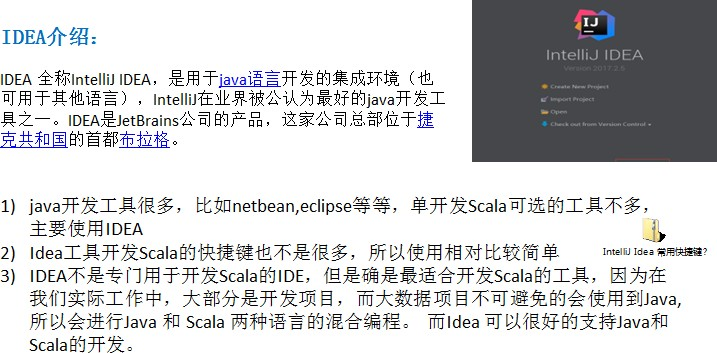 IDEA介绍：
IDEA 全称IntelliJ IDEA，是用于java语言开发的集成环境（也
可用于其他语言），IntelliJ在业界被公认为最好的java开发工
具之一。IDEA是JetBrains公司的产品，这家公司总部位于捷
克共和国的首都布拉格。
IJ
IntelliJ IDEA
Version 2017.2.6
Create New Project
Import Project
Open
Check out from Version Control
1) java开发工具很多，比如netbean,eclipse等等，单开发Scala可选的工具不多，
主要使用IDEA
2) Idea工具开发Scala的快捷键也不是很多，所以使用相对比较简单
IntelliJ Idea 常用快捷键?
3) IDEA不是专门用于开发Scala的IDE，但是确是最适合开发Scala的工具，因为在
我们实际工作中，大部分是开发项目，而大数据项目不可避免的会使用到Java,
所以会进行Java 和 Scala 两种语言的混合编程。 而Idea 可以很好的支持Java和
Scala的开发。